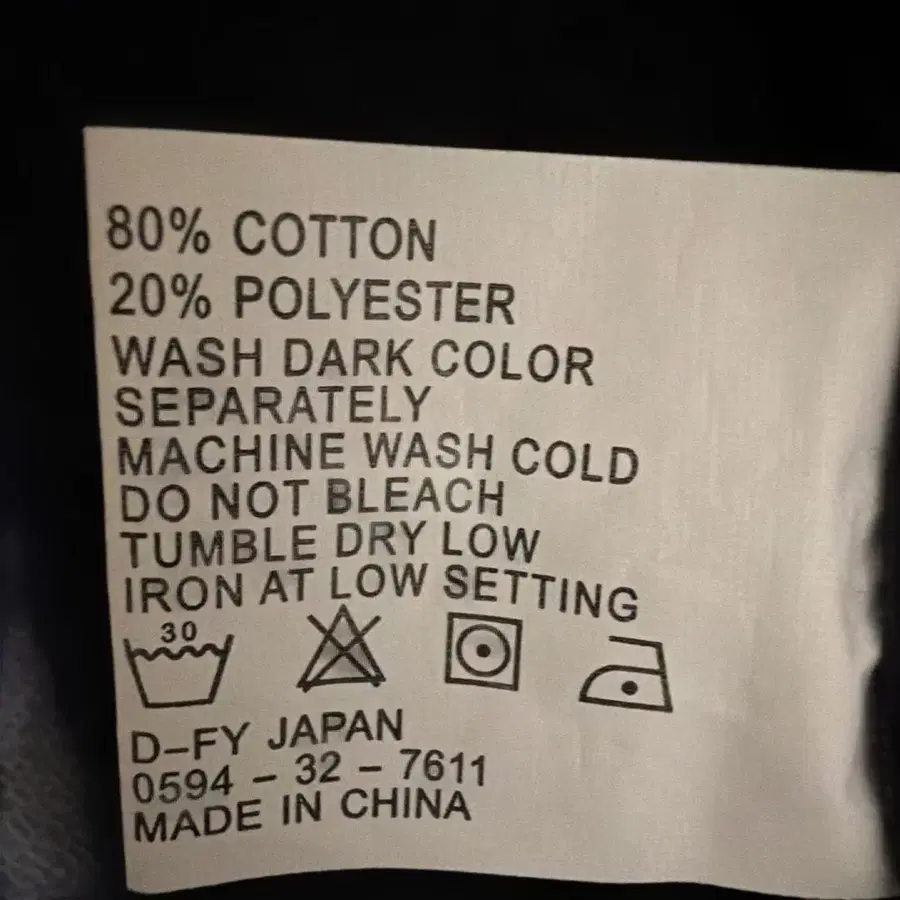 80% COTTON
20% POLYESTER
WASH DARK COLOR
SEPARATELY
MACHINE WASH COLD
DO NOT BLEACH
TUMBLE DRY LOW
IRON AT LOW SETTING
30
D-FY JAPAN
0594 - 32 - 7611
MADE IN CHINA